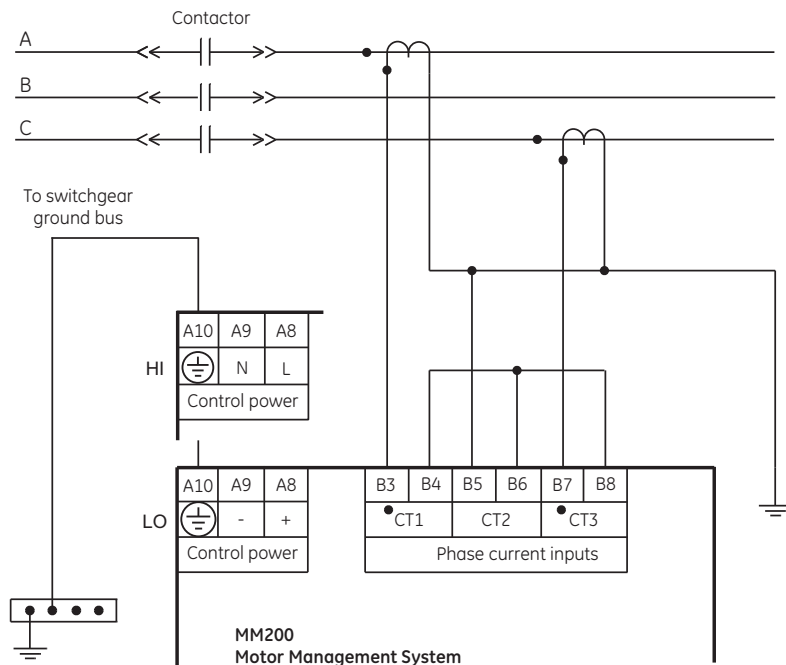 Contactor
A
B
C
To switchgear
ground bus
A10 A9 A8
HI
N L
Control power
A10 A9 A8
LO
- +
Control power
B3 B4 B5 B6 B7 B8
CT1 CT2 CT3
Phase current inputs
MM200
Motor Management System